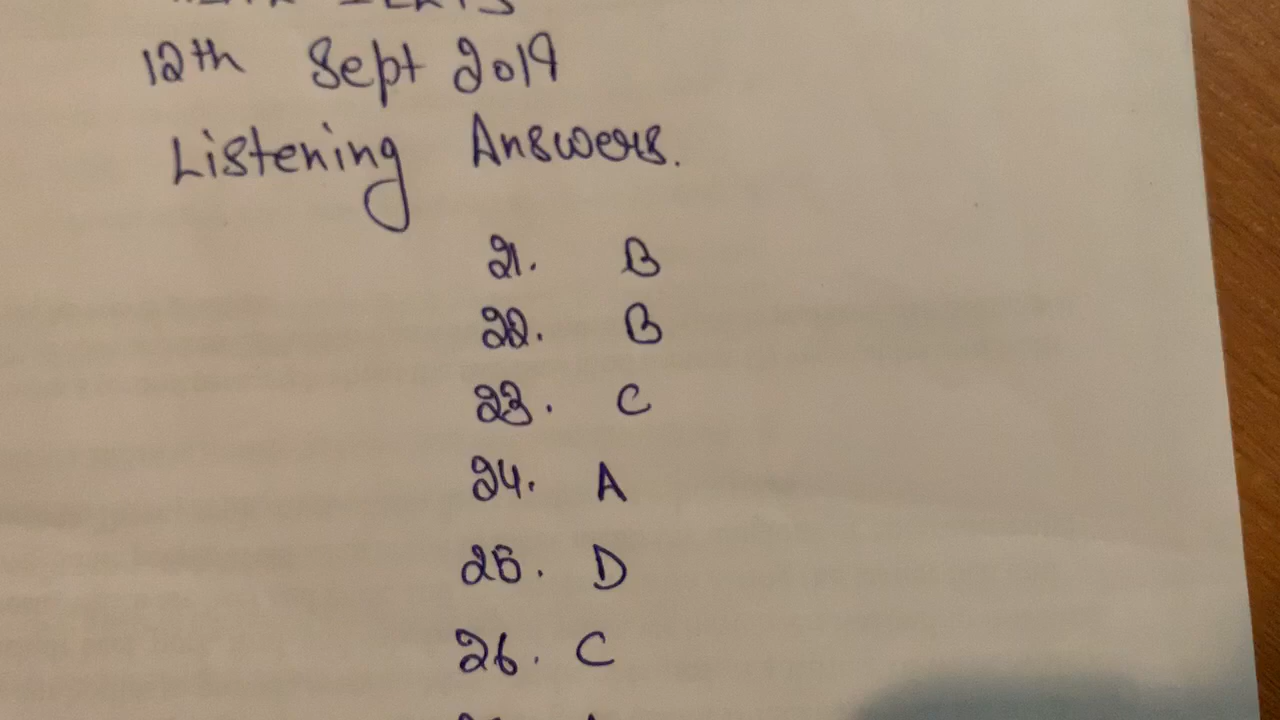 12th Sept 2019
Listening Answers.
21. B
22. B
23. C
24. A
25. D
26. C